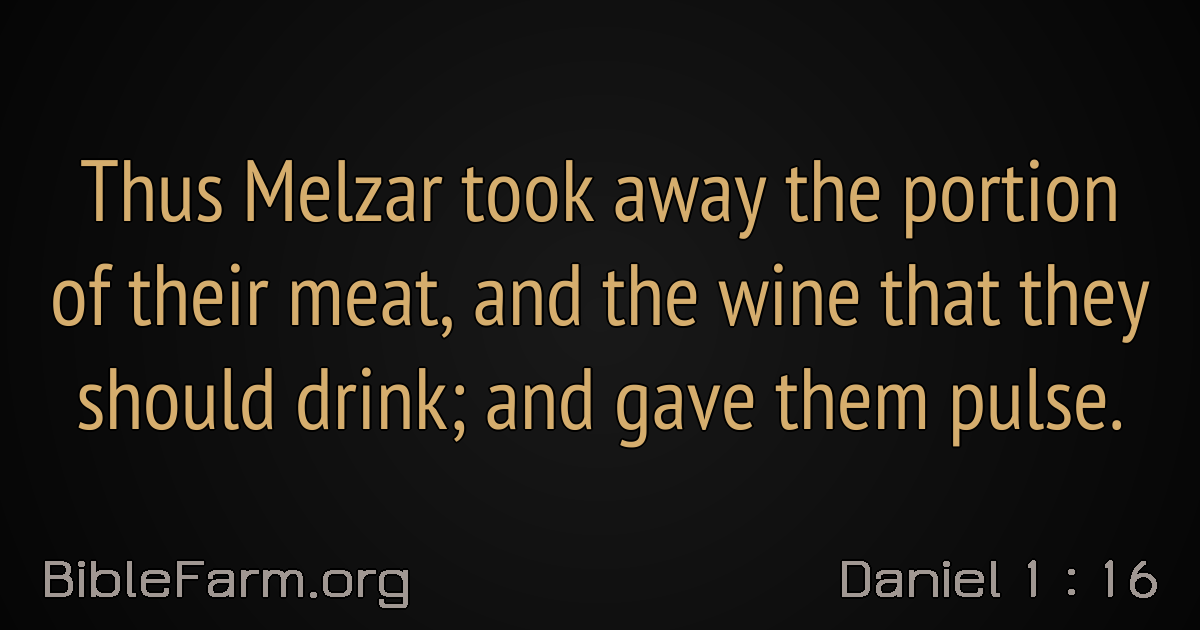 Thus Melzar took away the portion
of their meat, and the wine that they
should drink; and gave them pulse.
BibleFarm.org
Daniel 1 : 16